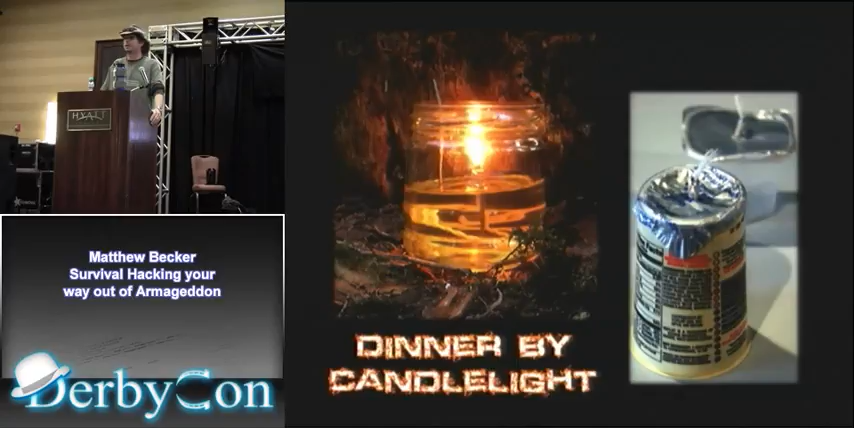 HYATT
Matthew Becker
Survival Hacking your
way out of Armageddon
DerbyCon
DINNER BY
CANDLELIGHT